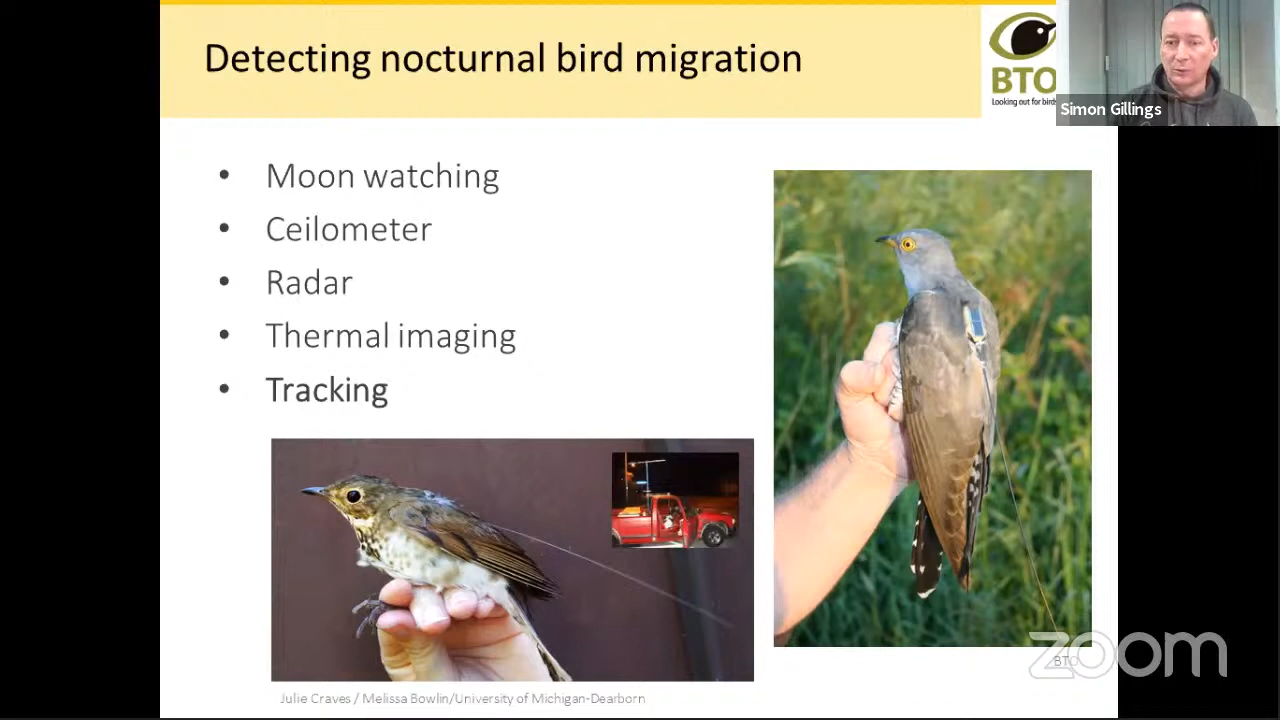 Detecting nocturnal bird migration
BTO
Looking out for birds
Simon Gillings
• Moon watching
• Ceilometer
• Radar
• Thermal imaging
• Tracking
Julie Craves / Melissa Bowlin/University of Michigan-Dearborn
BTO
zoom